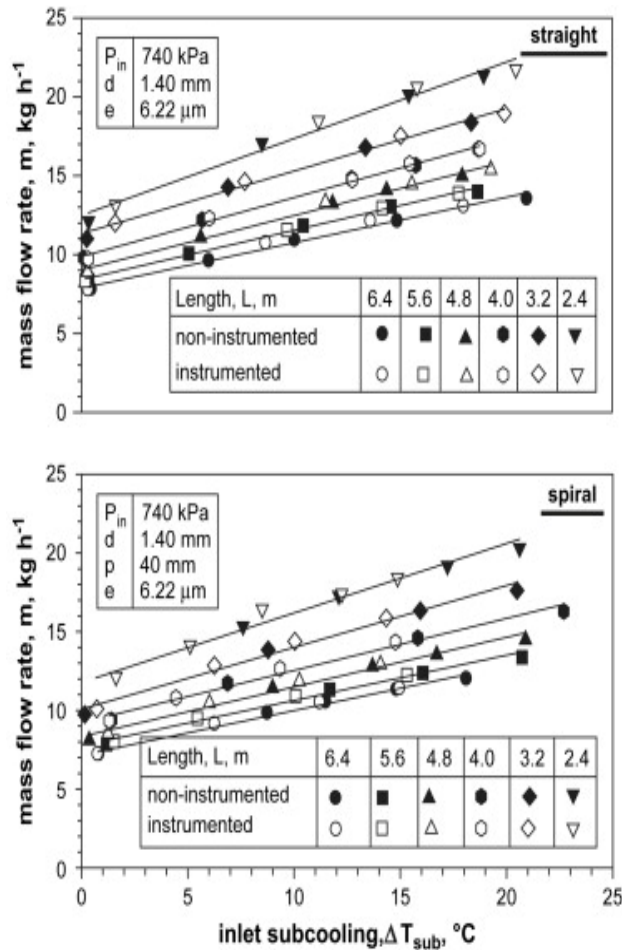 straight
P_in 740 kPa
d 1.40 mm
e 6.22 μm
mass flow rate, m, kg h⁻¹
25
20
15
10
5
0
Length, L, m 6.4 5.6 4.8 4.0 3.2 2.4
non-instrumented
instrumented
spiral
P_in 740 kPa
d 1.40 mm
p 40 mm
e 6.22 μm
mass flow rate, m, kg h⁻¹
25
20
15
10
5
0
Length, L, m 6.4 5.6 4.8 4.0 3.2 2.4
non-instrumented
instrumented
0 5 10 15 20 25
inlet subcooling,ΔT_sub, °C